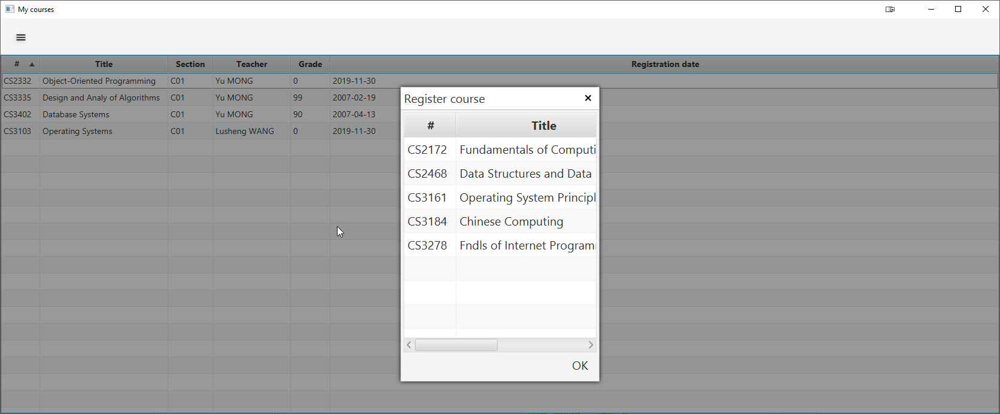 My courses
# Title Section Teacher Grade Registration date
CS2332 Object-Oriented Programming C01 Yu MONG 0 2019-11-30
CS3335 Design and Analy of Algorithms C01 Yu MONG 99 2007-02-19
CS3402 Database Systems C01 Yu MONG 90 2007-04-13
CS3103 Operating Systems C01 Lusheng WANG 0 2019-11-30
Register course
# Title
CS2172 Fundamentals of Computi
CS2468 Data Structures and Data
CS3161 Operating System Principl
CS3184 Chinese Computing
CS3278 Fndls of Internet Program
OK